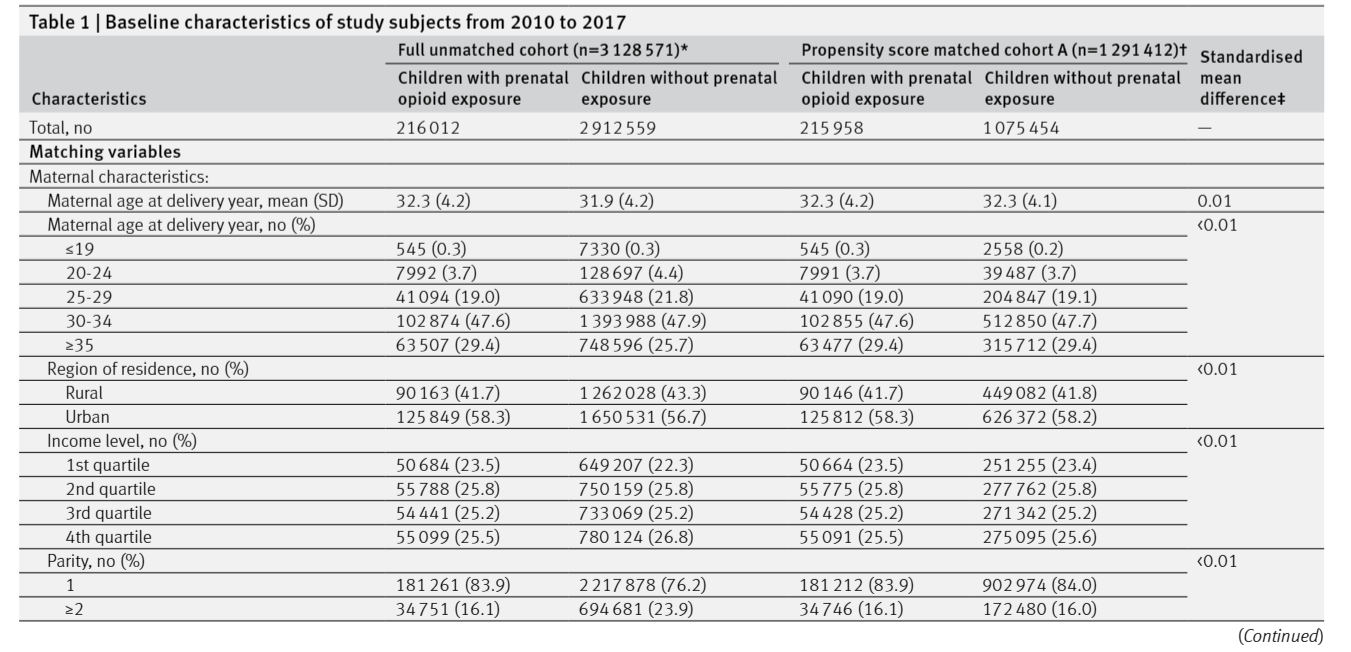 Table 1 | Baseline characteristics of study subjects from 2010 to 2017
Full unmatched cohort (n=3 128 571)* Propensity score matched cohort A (n=1 291 412)† Standardised mean difference‡
Characteristics Children with prenatal opioid exposure Children without prenatal exposure Children with prenatal opioid exposure Children without prenatal exposure
Total, no 216 012 2 912 559 215 958 1 075 454 —
Matching variables
Maternal characteristics:
Maternal age at delivery year, mean (SD) 32.3 (4.2) 31.9 (4.2) 32.3 (4.2) 32.3 (4.1) 0.01
Maternal age at delivery year, no (%) <0.01
≤19 545 (0.3) 7330 (0.3) 545 (0.3) 2558 (0.2)
20-24 7992 (3.7) 128 697 (4.4) 7991 (3.7) 39 487 (3.7)
25-29 41 094 (19.0) 633 948 (21.8) 41 090 (19.0) 204 847 (19.1)
30-34 102 874 (47.6) 1 393 988 (47.9) 102 855 (47.6) 512 850 (47.7)
≥35 63 507 (29.4) 748 596 (25.7) 63 477 (29.4) 315 712 (29.4)
Region of residence, no (%) <0.01
Rural 90 163 (41.7) 1 262 028 (43.3) 90 146 (41.7) 449 082 (41.8)
Urban 125 849 (58.3) 1 650 531 (56.7) 125 812 (58.3) 626 372 (58.2)
Income level, no (%) <0.01
1st quartile 50 684 (23.5) 649 207 (22.3) 50 664 (23.5) 251 255 (23.4)
2nd quartile 55 788 (25.8) 750 159 (25.8) 55 775 (25.8) 277 762 (25.8)
3rd quartile 54 441 (25.2) 733 069 (25.2) 54 428 (25.2) 271 342 (25.2)
4th quartile 55 099 (25.5) 780 124 (26.8) 55 091 (25.5) 275 095 (25.6)
Parity, no (%) <0.01
1 181 261 (83.9) 2 217 878 (76.2) 181 212 (83.9) 902 974 (84.0)
≥2 34 751 (16.1) 694 681 (23.9) 34 746 (16.1) 172 480 (16.0)
(Continued)